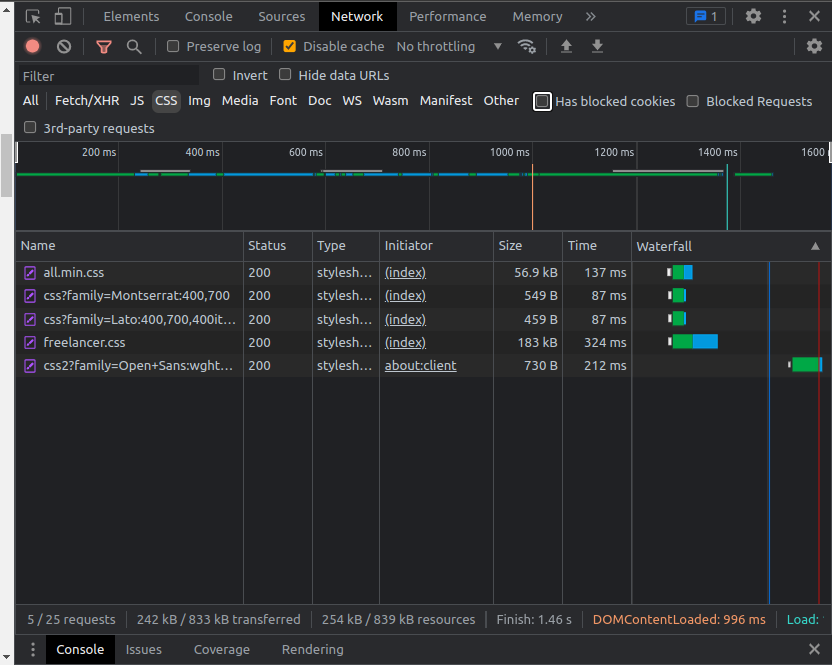 Elements Console Sources Network Performance Memory » 1
Preserve log Disable cache No throttling
Filter Invert Hide data URLs
All Fetch/XHR JS CSS Img Media Font Doc WS Wasm Manifest Other Has blocked cookies Blocked Requests
3rd-party requests
200 ms 400 ms 600 ms 800 ms 1000 ms 1200 ms 1400 ms 1600
Name Status Type Initiator Size Time Waterfall
all.min.css 200 stylesh… (index) 56.9 kB 137 ms
css?family=Montserrat:400,700 200 stylesh… (index) 549 B 87 ms
css?family=Lato:400,700,400it… 200 stylesh… (index) 459 B 87 ms
freelancer.css 200 stylesh… (index) 183 kB 324 ms
css2?family=Open+Sans:wght… 200 stylesh… about:client 730 B 212 ms
5 / 25 requests 242 kB / 833 kB transferred 254 kB / 839 kB resources Finish: 1.46 s DOMContentLoaded: 996 ms Load:
Console Issues Coverage Rendering